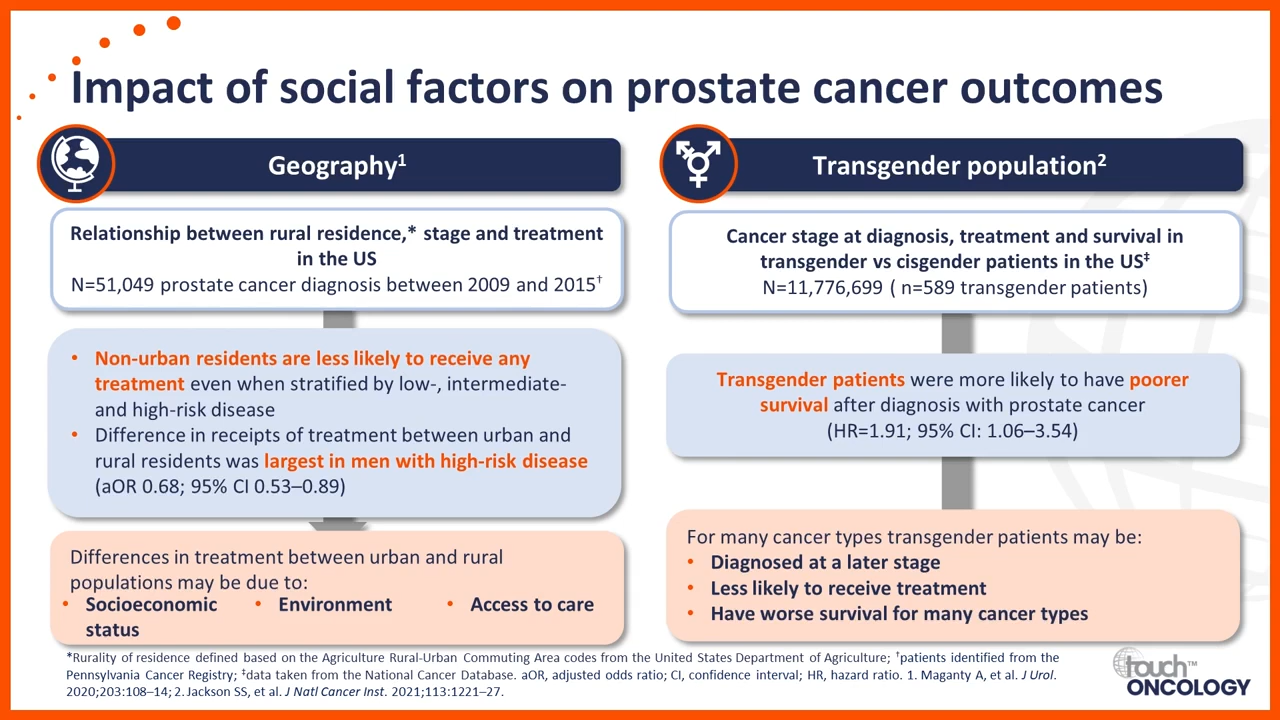 Impact of social factors on prostate cancer outcomes
Geography1
Relationship between rural residence,* stage and treatment
in the US
N=51,049 prostate cancer diagnosis between 2009 and 2015†
• Non-urban residents are less likely to receive any
treatment even when stratified by low-, intermediate-
and high-risk disease
• Difference in receipts of treatment between urban and
rural residents was largest in men with high-risk disease
(aOR 0.68; 95% CI 0.53–0.89)
Differences in treatment between urban and rural
populations may be due to:
• Socioeconomic
status
• Environment
• Access to care
Transgender population2
Cancer stage at diagnosis, treatment and survival in
transgender vs cisgender patients in the US‡
N=11,776,699 ( n=589 transgender patients)
Transgender patients were more likely to have poorer
survival after diagnosis with prostate cancer
(HR=1.91; 95% CI: 1.06–3.54)
For many cancer types transgender patients may be:
• Diagnosed at a later stage
• Less likely to receive treatment
• Have worse survival for many cancer types
*Rurality of residence defined based on the Agriculture Rural-Urban Commuting Area codes from the United States Department of Agriculture; †patients identified from the
Pennsylvania Cancer Registry; ‡data taken from the National Cancer Database. aOR, adjusted odds ratio; CI, confidence interval; HR, hazard ratio. 1. Maganty A, et al. J Urol.
2020;203:108–14; 2. Jackson SS, et al. J Natl Cancer Inst. 2021;113:1221–27.
touch™
ONCOLOGY